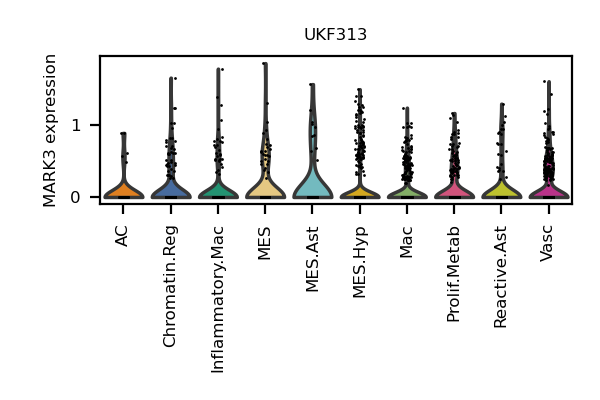 UKF313
MARK3 expression
1
0
AC
Chromatin.Reg
Inflammatory.Mac
MES
MES.Ast
MES.Hyp
Mac
Prolif.Metab
Reactive.Ast
Vasc